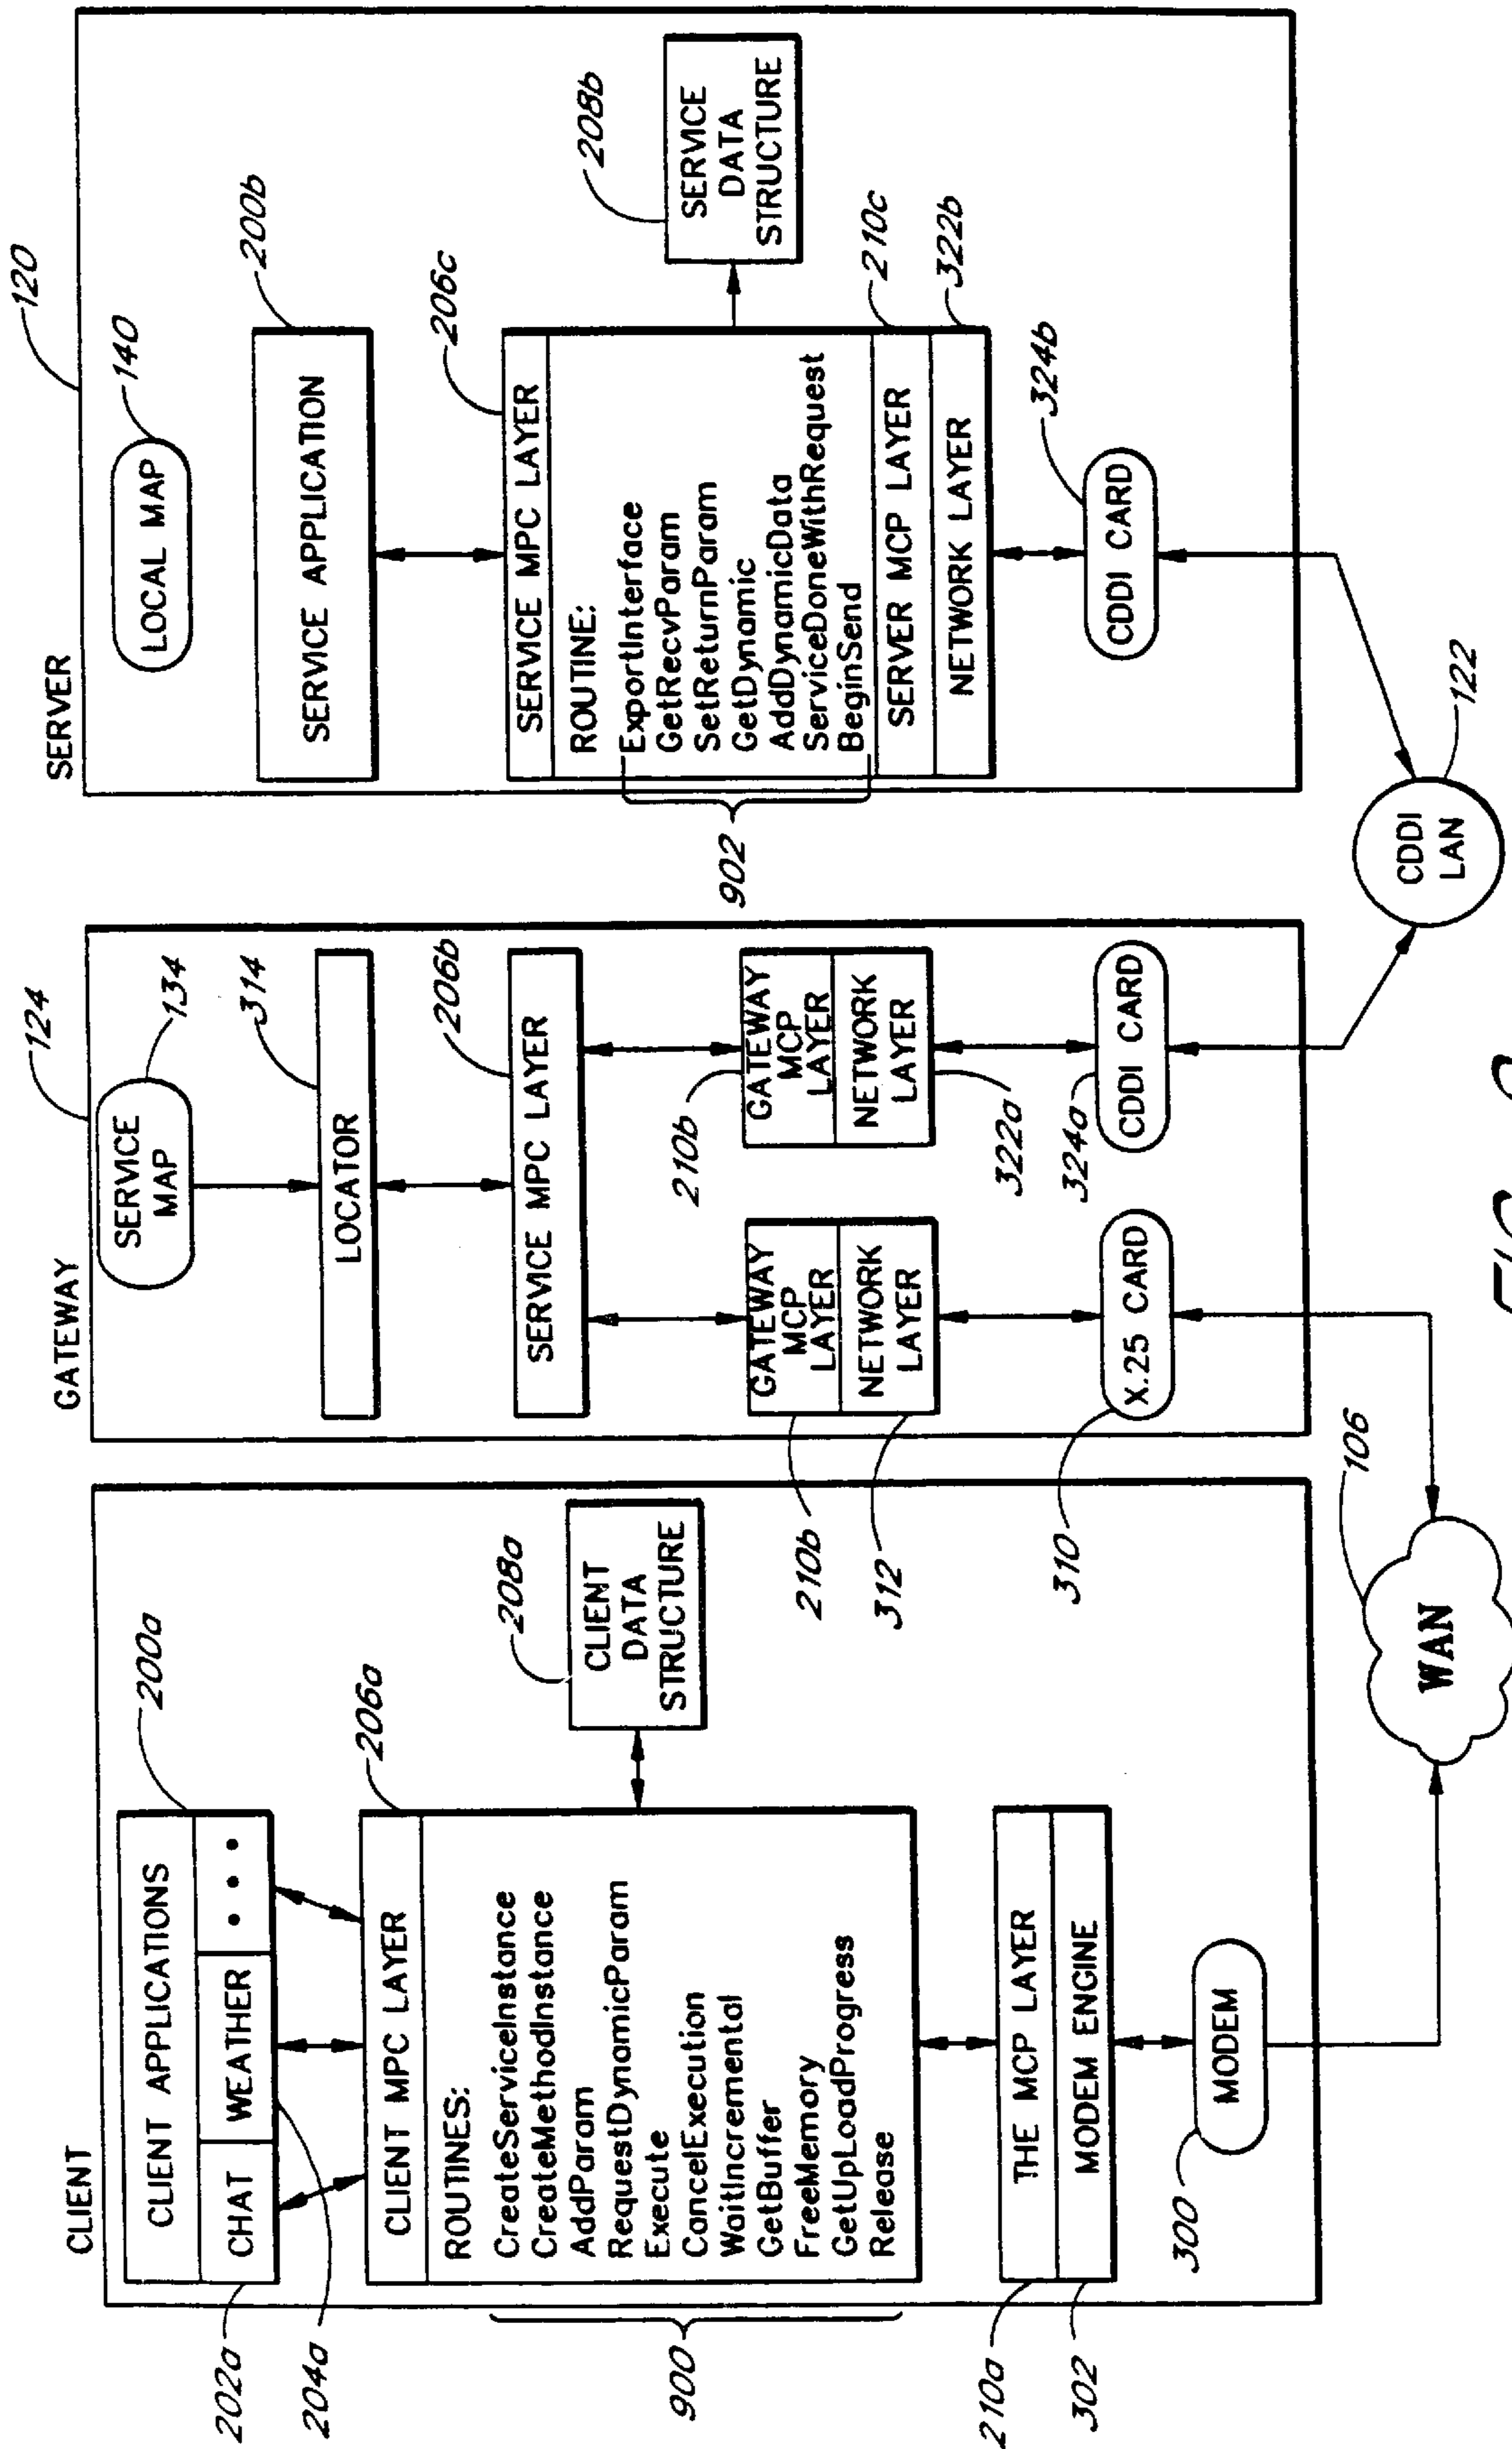 CLIENT
CLIENT APPLICATIONS
CHAT
WEATHER
• • •
200a
202a
204a
CLIENT MPC LAYER
206a
ROUTINES:
CreateServiceInstance
CreateMethodInstance
AddParam
RequestDynamicParam
Execute
CancelExecution
WaitIncremental
GetBuffer
FreeMemory
GetUpLoadProgress
Release
900
CLIENT
DATA
STRUCTURE
208a
THE MCP LAYER
MODEM ENGINE
210a
302
MODEM
300
WAN
106
GATEWAY
124
SERVICE
MAP
134
LOCATOR
314
SERVICE MPC LAYER
206b
GATEWAY
MCP
LAYER
NETWORK
LAYER
210b
312
GATEWAY
MCP
LAYER
NETWORK
LAYER
210b
322a
X.25 CARD
310
CDDI CARD
324a
SERVER
120
LOCAL MAP
140
SERVICE APPLICATION
200b
SERVICE MPC LAYER
206c
ROUTINE:
ExportInterface
GetRecvParam
SetReturnParam
GetDynamic
AddDynamicData
ServiceDoneWithRequest
BeginSend
902
SERVICE
DATA
STRUCTURE
208b
SERVER MCP LAYER
210c
NETWORK LAYER
322b
CDDI CARD
324b
CDDI
LAN
122